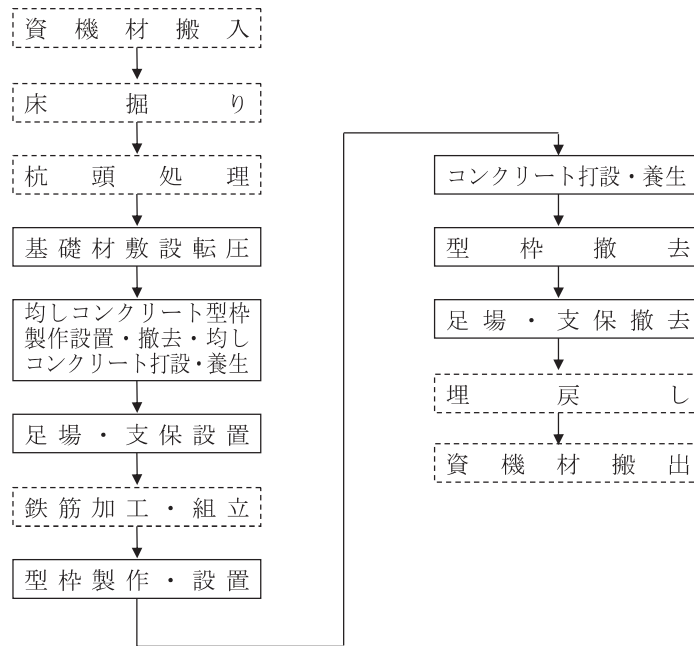 資機材搬入
床掘り
杭頭処理
基礎材敷設転圧
均しコンクリート型枠
製作設置・撤去・均し
コンクリート打設・養生
足場・支保設置
鉄筋加工・組立
型枠製作・設置
コンクリート打設・養生
型枠撤去
足場・支保撤去
埋戻し
資機材搬出